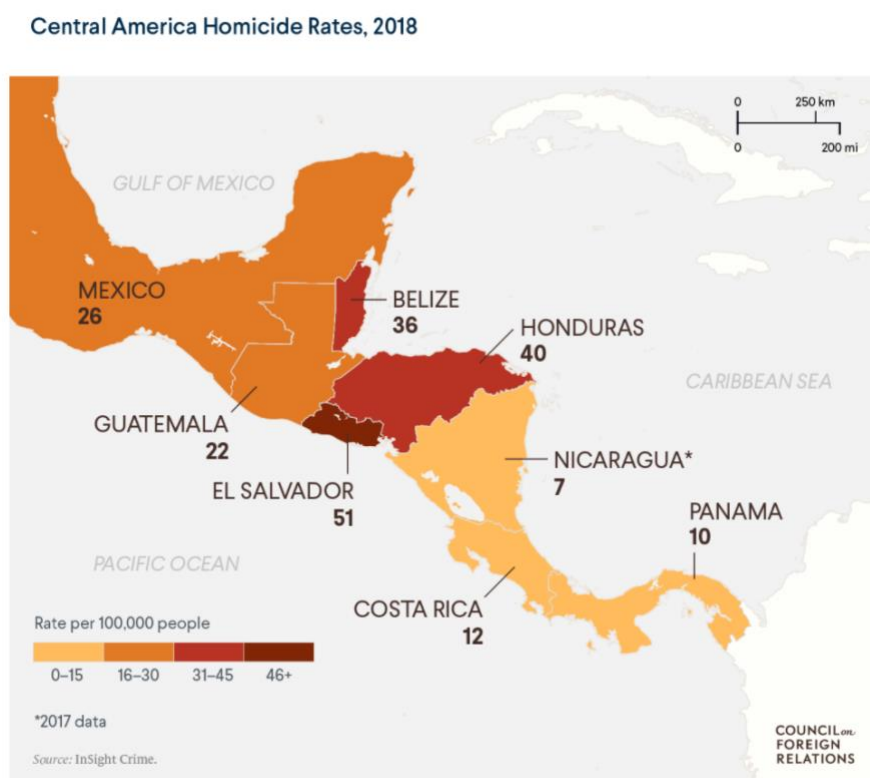 Central America Homicide Rates, 2018
0 250 km
0 200 mi
GULF OF MEXICO
MEXICO
26
BELIZE
36
HONDURAS
40
CARIBBEAN SEA
GUATEMALA
22
EL SALVADOR
51
NICARAGUA*
7
PANAMA
10
PACIFIC OCEAN
COSTA RICA
12
Rate per 100,000 people
0–15 16–30 31–45 46+
*2017 data
Source: InSight Crime.
COUNCIL on
FOREIGN
RELATIONS